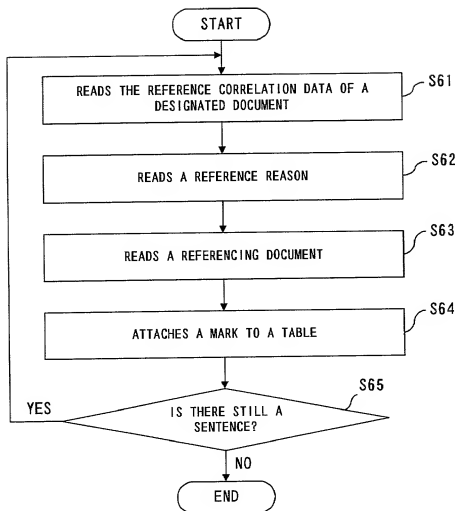 START
READS THE REFERENCE CORRELATION DATA OF A
DESIGNATED DOCUMENT
S61
READS A REFERENCE REASON
S62
READS A REFERENCING DOCUMENT
S63
ATTACHES A MARK TO A TABLE
S64
S65
IS THERE STILL A
SENTENCE?
YES
NO
END